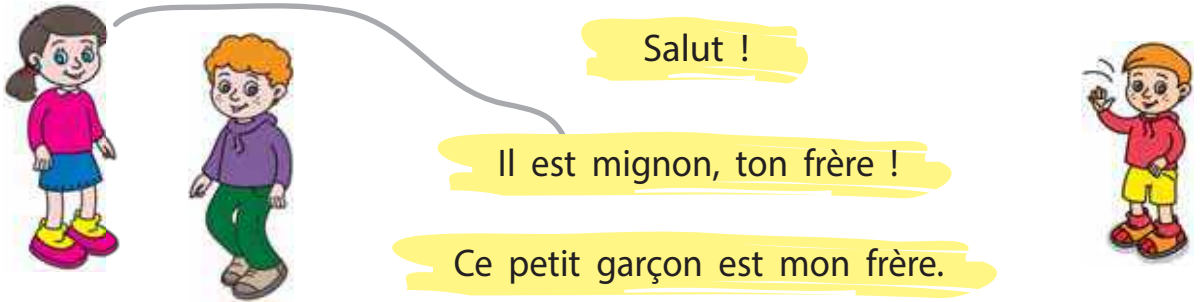 Salut !
Il est mignon, ton frère !
Ce petit garçon est mon frère.